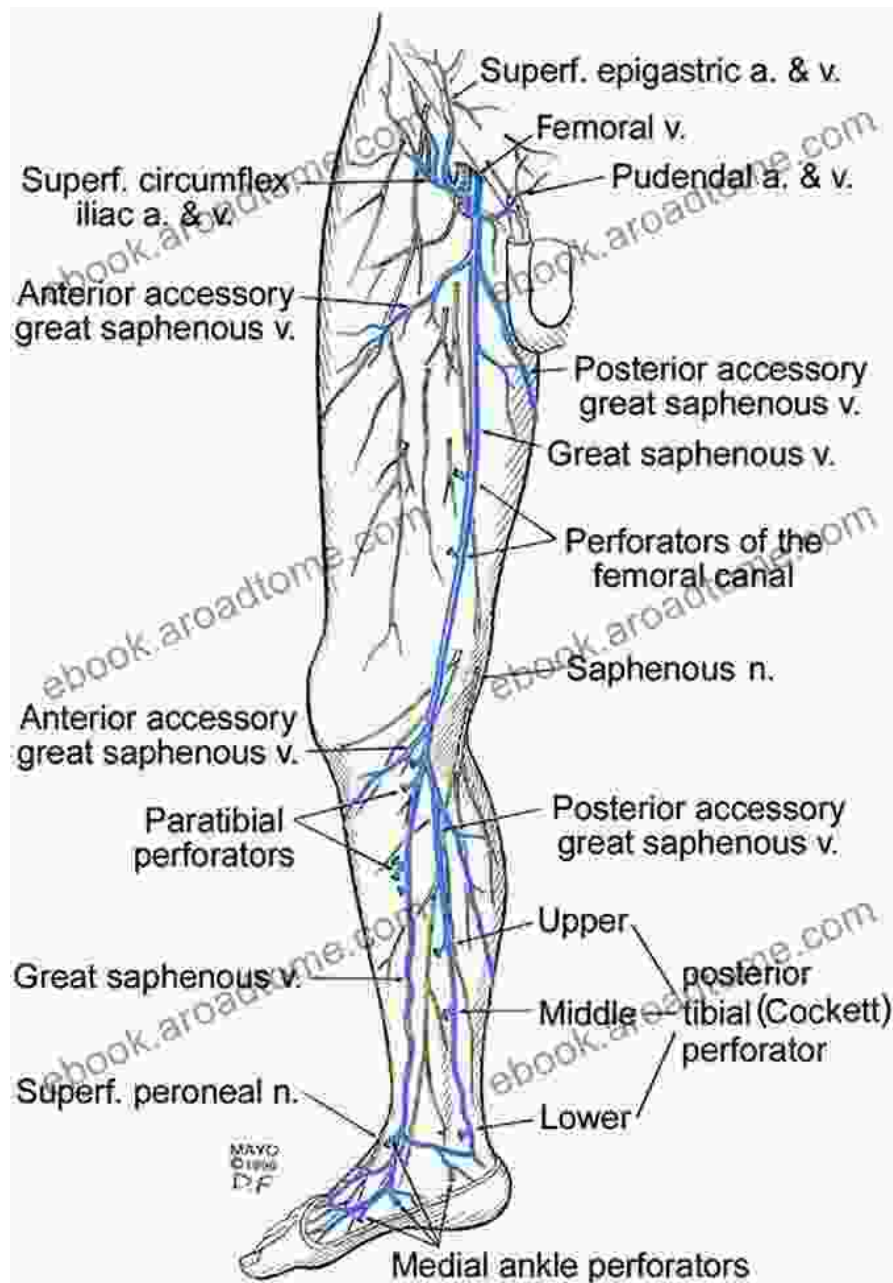 Superf. epigastric a. & v.
Femoral v.
Superf. circumflex
iliac a. & v.
Pudendal a. & v.
Anterior accessory
great saphenous v.
Posterior accessory
great saphenous v.
Great saphenous v.
Perforators of the
femoral canal
Saphenous n.
Anterior accessory
great saphenous v.
Paratibial
perforators
Posterior accessory
great saphenous v.
Upper
Great saphenous v.
Middle
posterior
tibial (Cockett)
perforator
Superf. peroneal n.
Lower
MAYO
D.F
Medial ankle perforators
ebook.aroadtome.com
ebook.aroadtome.com
ebook.aroadtome.com
ebook.aroadtome.com
ebook.aroadtome.com
ebook.aroadtome.com